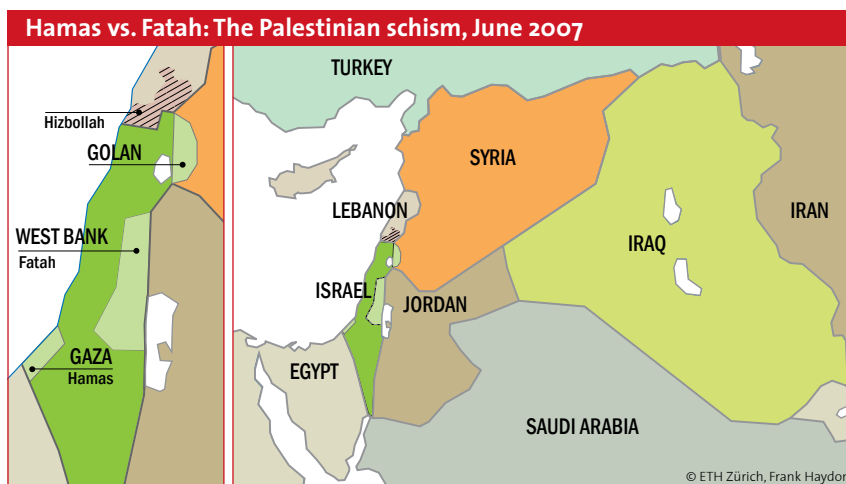 Hamas vs. Fatah: The Palestinian schism, June 2007
Hizbollah
GOLAN
WEST BANK
Fatah
GAZA
Hamas
TURKEY
SYRIA
LEBANON
IRAN
IRAQ
ISRAEL
JORDAN
EGYPT
SAUDI ARABIA
© ETH Zürich, Frank Haydon